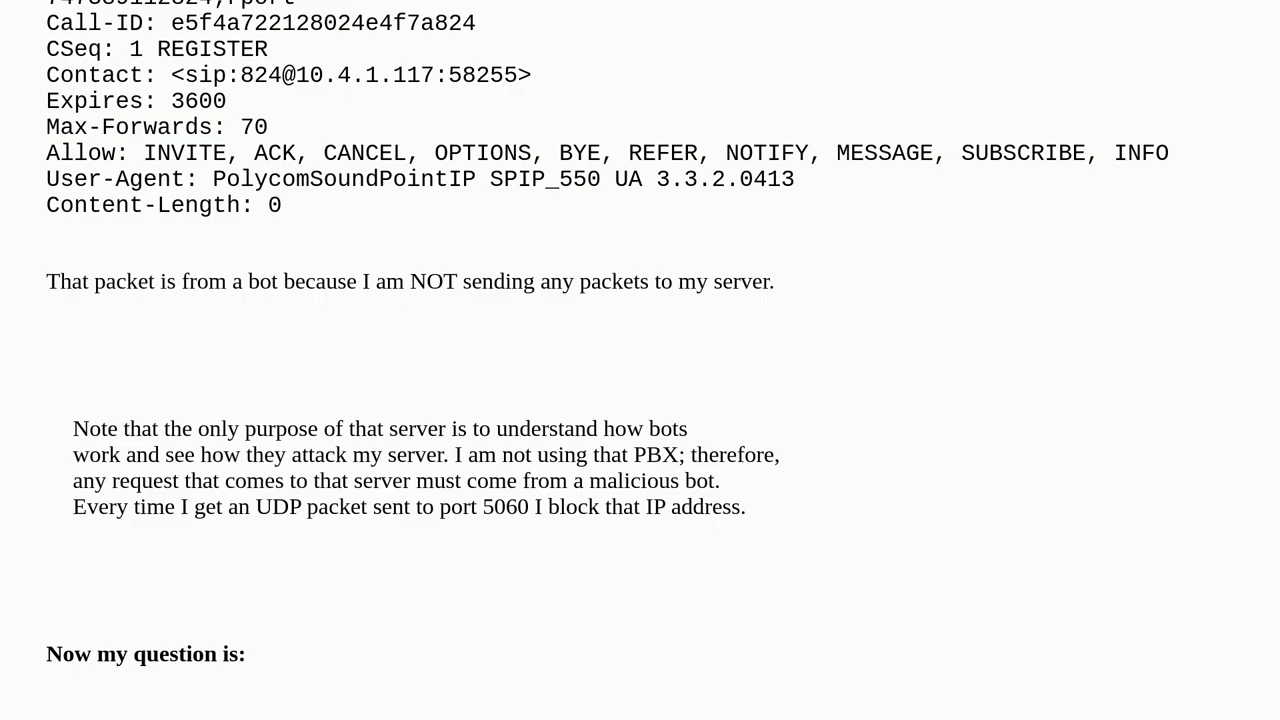 Call-ID: e5f4a722128024e4f7a824
CSeq: 1 REGISTER
Contact: <sip:824@10.4.1.117:58255>
Expires: 3600
Max-Forwards: 70
Allow: INVITE, ACK, CANCEL, OPTIONS, BYE, REFER, NOTIFY, MESSAGE, SUBSCRIBE, INFO
User-Agent: PolycomSoundPointIP SPIP_550 UA 3.3.2.0413
Content-Length: 0
That packet is from a bot because I am NOT sending any packets to my server.
Note that the only purpose of that server is to understand how bots
work and see how they attack my server. I am not using that PBX; therefore,
any request that comes to that server must come from a malicious bot.
Every time I get an UDP packet sent to port 5060 I block that IP address.
Now my question is: